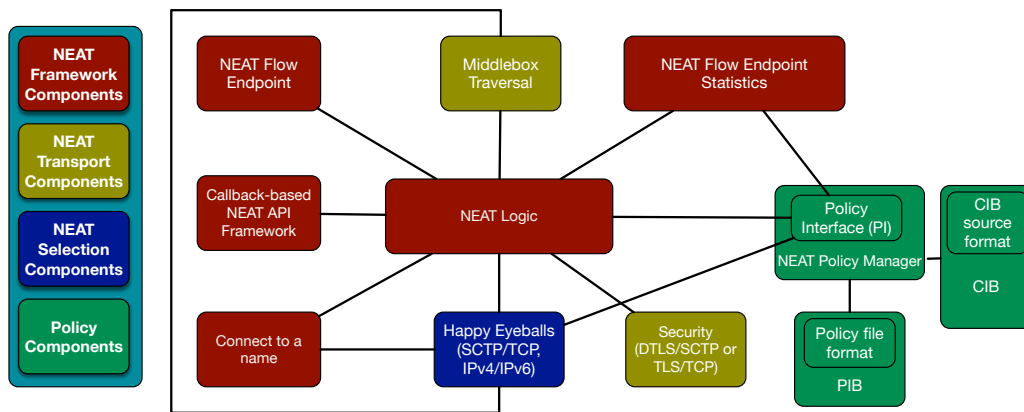 NEAT
Framework
Components
NEAT
Transport
Components
NEAT
Selection
Components
Policy
Components
NEAT Flow
Endpoint
Middlebox
Traversal
NEAT Flow Endpoint
Statistics
Callback-based
NEAT API
Framework
NEAT Logic
Policy
Interface (PI)
NEAT Policy Manager
CIB
source
format
CIB
Connect to a
name
Happy Eyeballs
(SCTP/TCP,
IPv4/IPv6)
Security
(DTLS/SCTP or
TLS/TCP)
Policy file
format
PIB